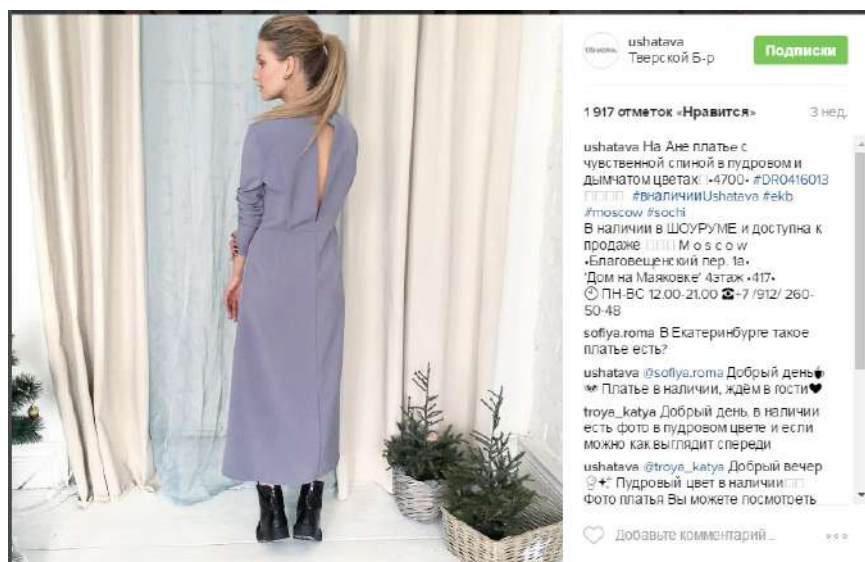 ushatava
Тверской Б-р
Подписки
1 917 отметок «Нравится»
3 нед.
ushatava На Ане платье с
чувственной спиной в пудровом и
дымчатом цветах •4700• #DR0416013
#вналичииUshatava #ekb
#moscow #sochi
В наличии в ШОУРУМЕ и доступна к
продаже M o s c o w
•Благовещенский пер. 1а•
'Дом на Маяковке' 4этаж •417•
ПН-ВС 12.00-21.00 ☎+7 /912/ 260-
50-48
sofiya.roma В Екатеринбурге такое
платье есть?
ushatava @sofiya.roma Добрый день
Платье в наличии, ждём в гости♥
troya_katya Добрый день, в наличии
есть фото в пудровом цвете и если
можно как выглядит спереди
ushatava @troya_katya Добрый вечер
Пудровый цвет в наличии
Фото платья Вы можете посмотреть
Добавьте комментарий...